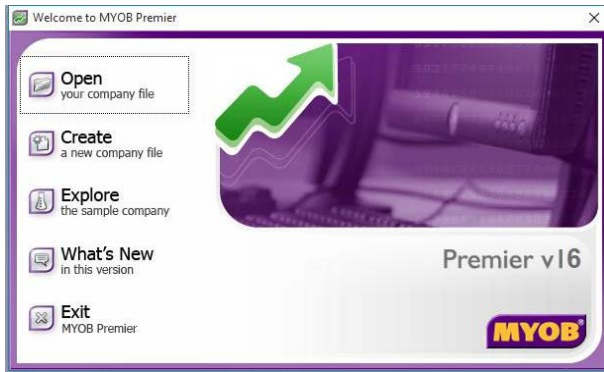 Welcome to MYOB Premier
Open
your company file
Create
a new company file
Explore
the sample company
What's New
in this version
Exit
MYOB Premier
Premier v16
MYOB